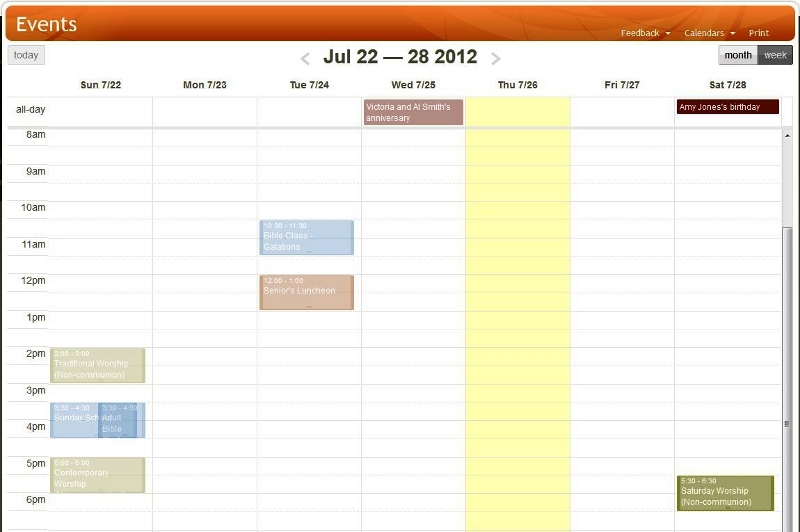 Events
Feedback Calendars Print
today
Jul 22 — 28 2012
month week
Sun 7/22 Mon 7/23 Tue 7/24 Wed 7/25 Thu 7/26 Fri 7/27 Sat 7/28
all-day
Victoria and Al Smith's
anniversary
Amy Jones's birthday
8am
9am
10am
10:30 - 11:30
Bible Class -
Galations
11am
12pm
12:00 - 1:00
Senior's Luncheon
1pm
2pm
2:00 - 3:00
Traditional Worship
(Non-communion)
3pm
3:30 - 4:30
Sunday
3:30 - 4:30
Adult
Bible
4pm
5pm
5:00 - 6:00
Contemporary
Worship
5:30 - 6:30
Saturday Worship
(Non-communion)
6pm